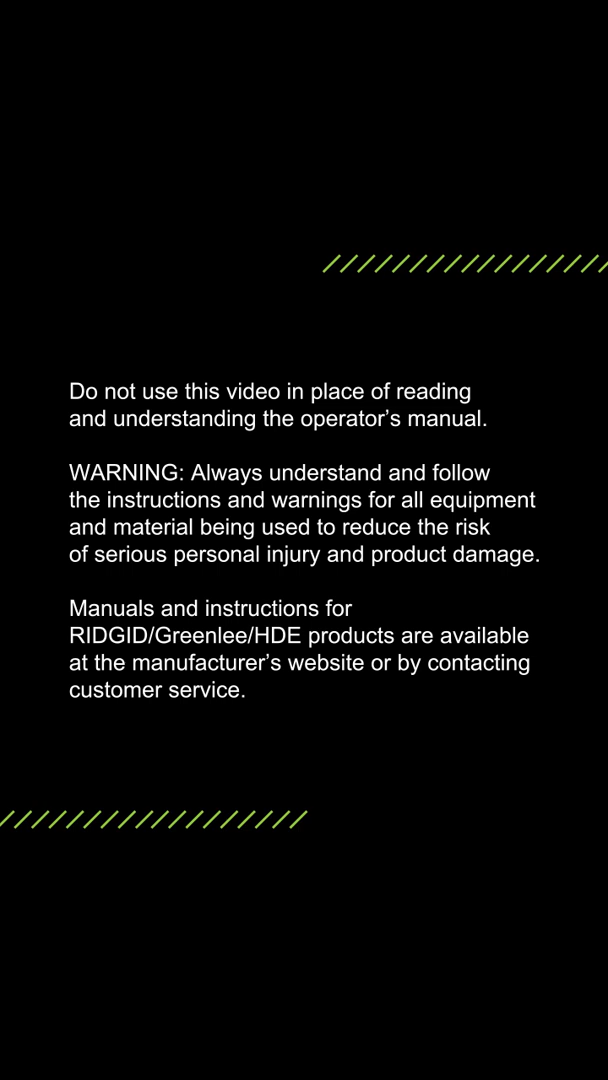 Do not use this video in place of reading
and understanding the operator’s manual.
WARNING: Always understand and follow
the instructions and warnings for all equipment
and material being used to reduce the risk
of serious personal injury and product damage.
Manuals and instructions for
RIDGID/Greenlee/HDE products are available
at the manufacturer’s website or by contacting
customer service.